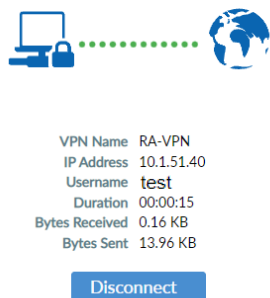 VPN Name RA-VPN
IP Address 10.1.51.40
Username test
Duration 00:00:15
Bytes Received 0.16 KB
Bytes Sent 13.96 KB
Disconnect